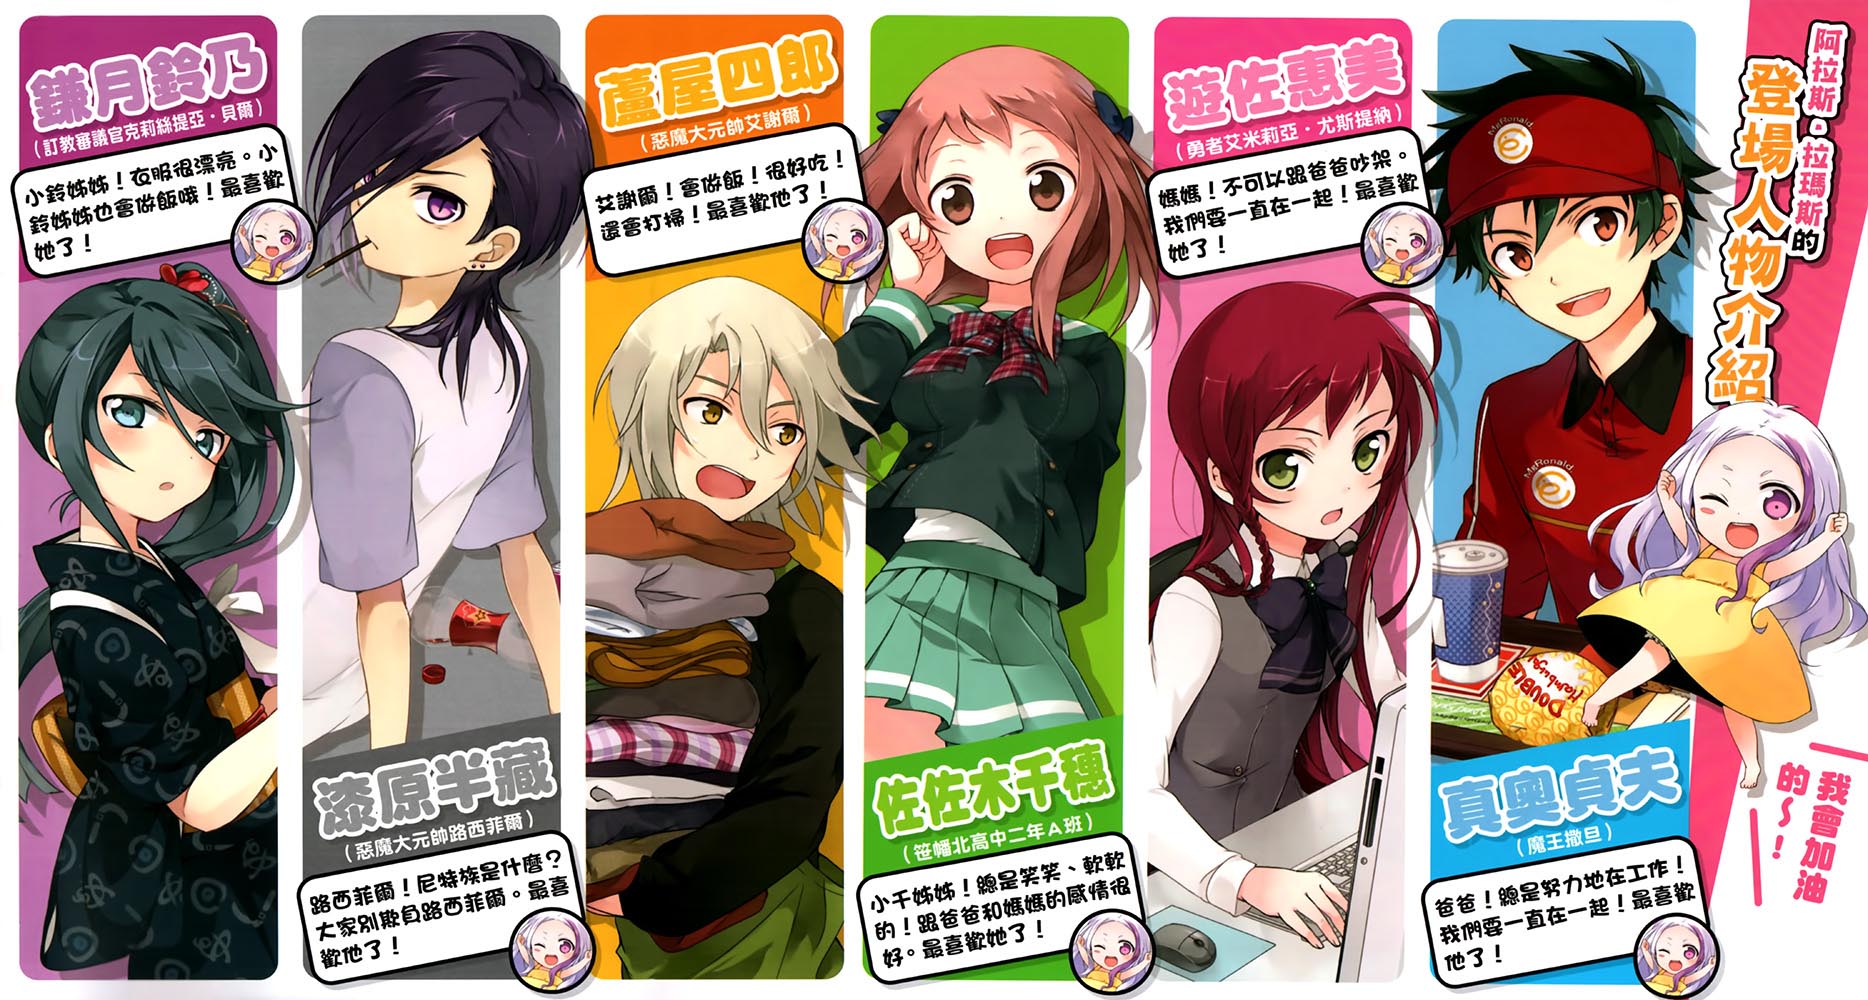 阿拉斯·拉瑪斯的
登場人物介紹
我會加油
的～！
真奧貞夫
（魔王撒旦）
爸爸！總是努力地在工作！
我們要一直在一起！最喜歡
他了！
McRonald
McRonald
DOUBLE
Hamburger
遊佐惠美
（勇者艾米莉亞·尤斯提納）
媽媽！不可以跟爸爸吵架。
我們要一直在一起！最喜歡
她了！
佐佐木千穗
（笹幡北高中二年A班）
小千姊姊！總是笑笑、軟軟
的！跟爸爸和媽媽的感情很
好。最喜歡她了！
蘆屋四郎
（惡魔大元帥艾謝爾）
艾謝爾！會做飯！很好吃！
還會打掃！最喜歡他了！
漆原半藏
（惡魔大元帥路西菲爾）
路西菲爾！尼特族是什麼？
大家別欺負路西菲爾。最喜
歡他了！
鎌月鈴乃
（訂教審議官克莉絲提亞·貝爾）
小鈴姊姊！衣服很漂亮。小
鈴姊姊也會做飯哦！最喜歡
她了！